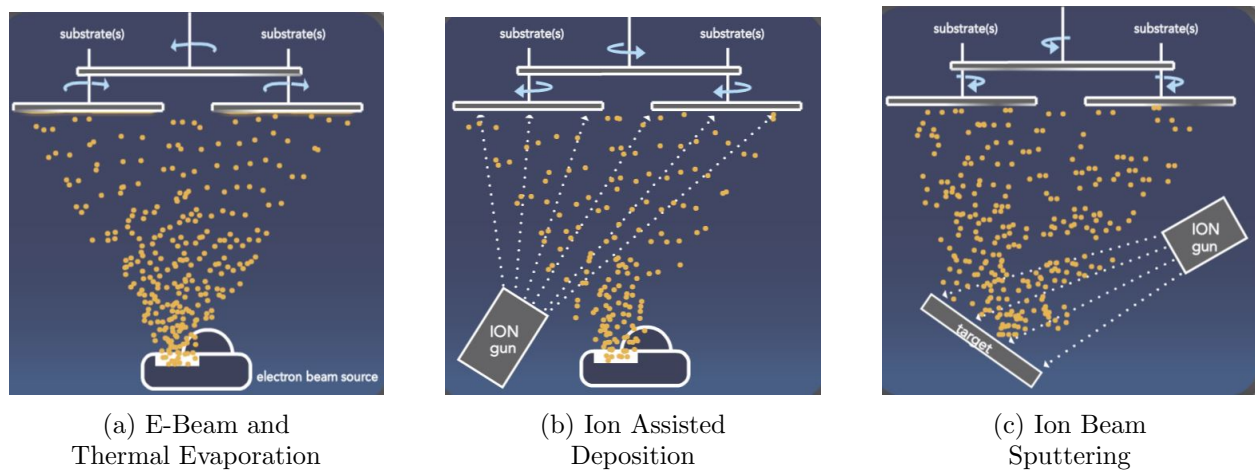 substrate(s) substrate(s)
electron beam source
(a) E-Beam and
Thermal Evaporation
substrate(s) substrate(s)
ION
gun
(b) Ion Assisted
Deposition
substrate(s) substrate(s)
ION
gun
target
(c) Ion Beam
Sputtering